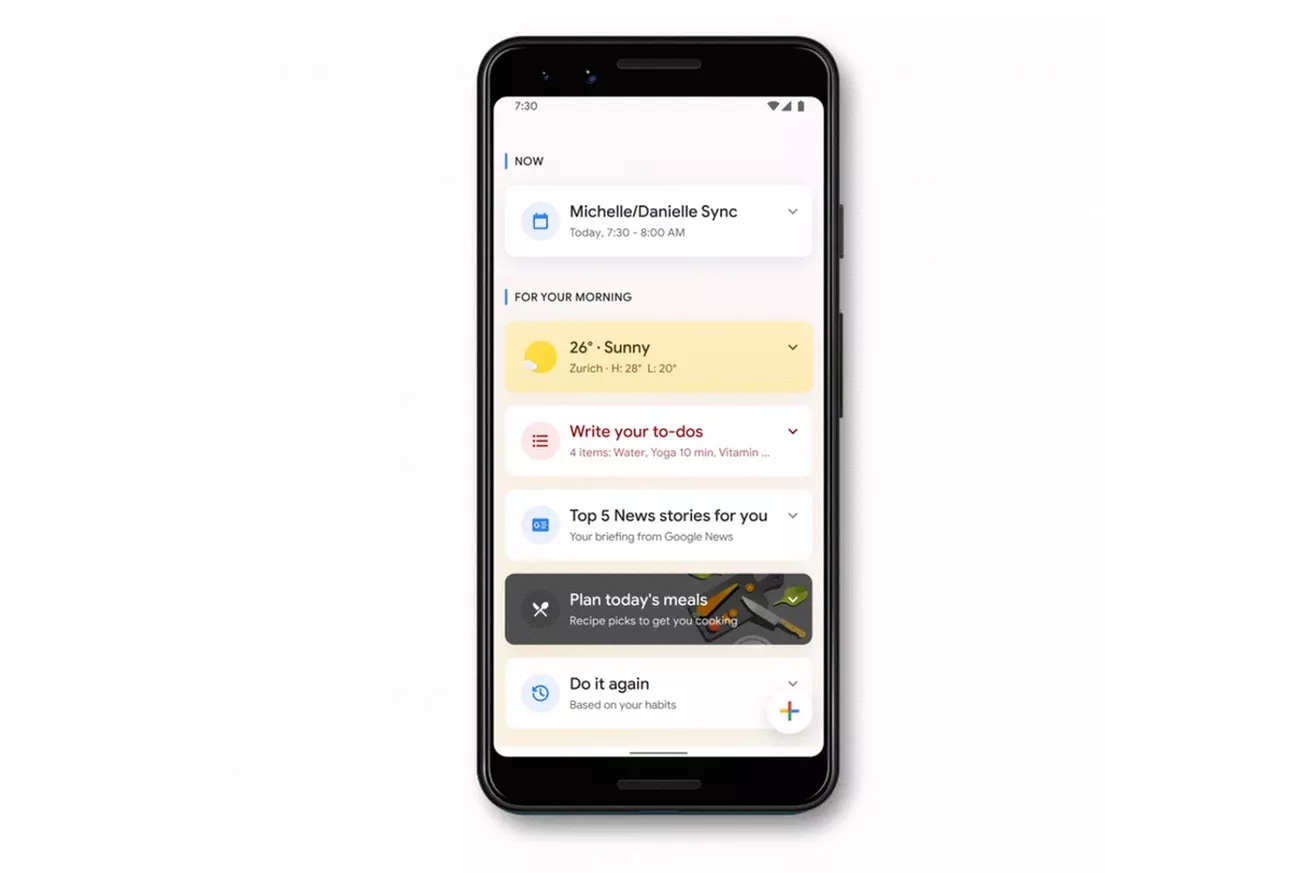 7:30
NOW
Michelle/Danielle Sync
Today, 7:30 - 8:00 AM
FOR YOUR MORNING
26° · Sunny
Zurich · H: 28° L: 20°
Write your to-dos
4 items: Water, Yoga 10 min, Vitamin ...
Top 5 News stories for you
Your briefing from Google News
Plan today's meals
Recipe picks to get you cooking
Do it again
Based on your habits